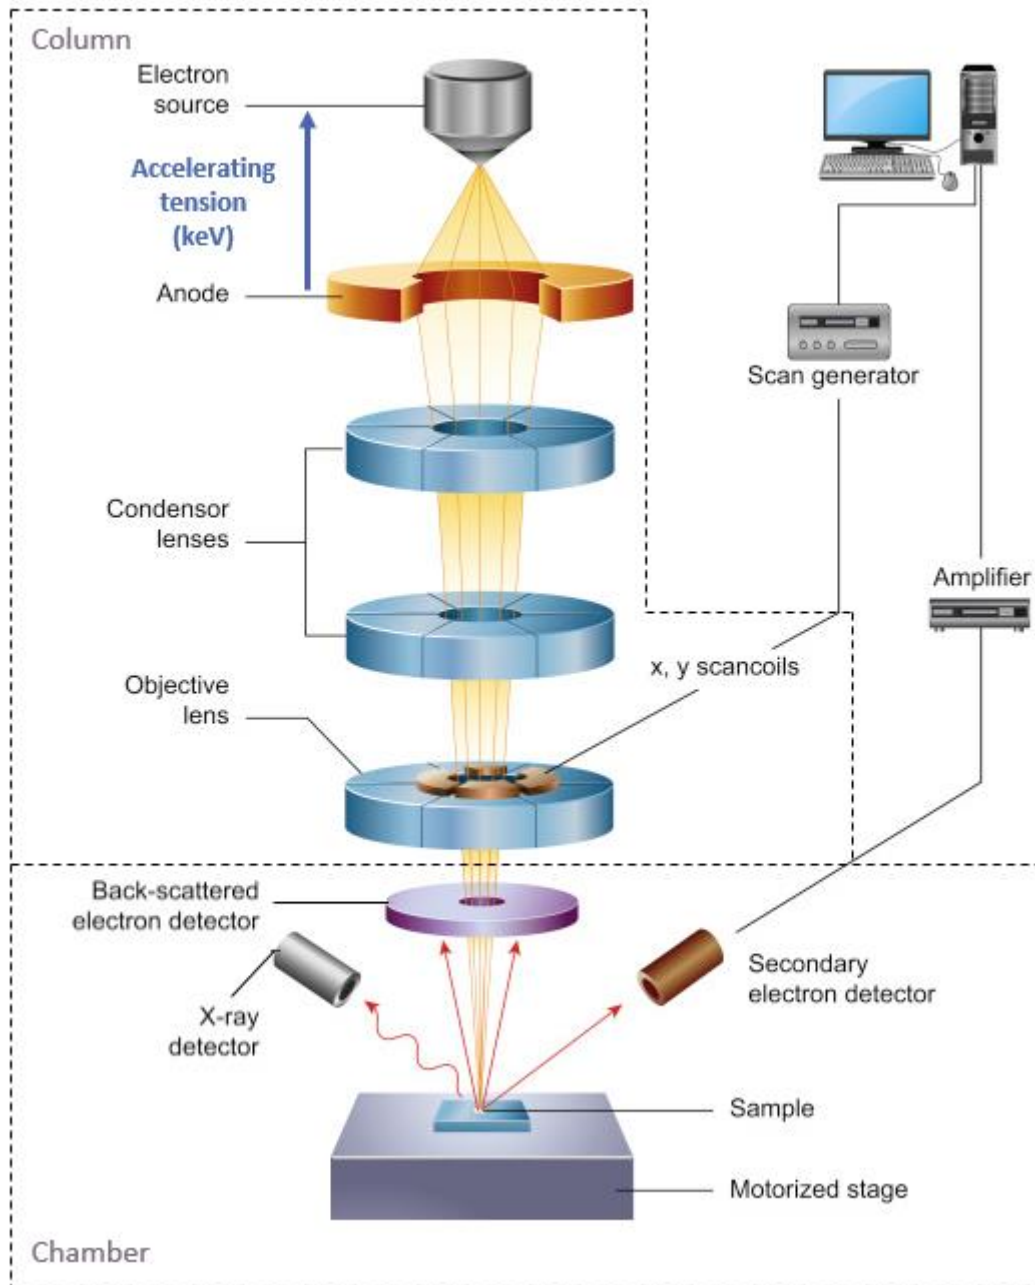 Column
Electron
source
Accelerating
tension
(keV)
Anode
Scan generator
Condensor
lenses
Amplifier
x, y scancoils
Objective
lens
Back-scattered
electron detector
Secondary
electron detector
X-ray
detector
Sample
Motorized stage
Chamber